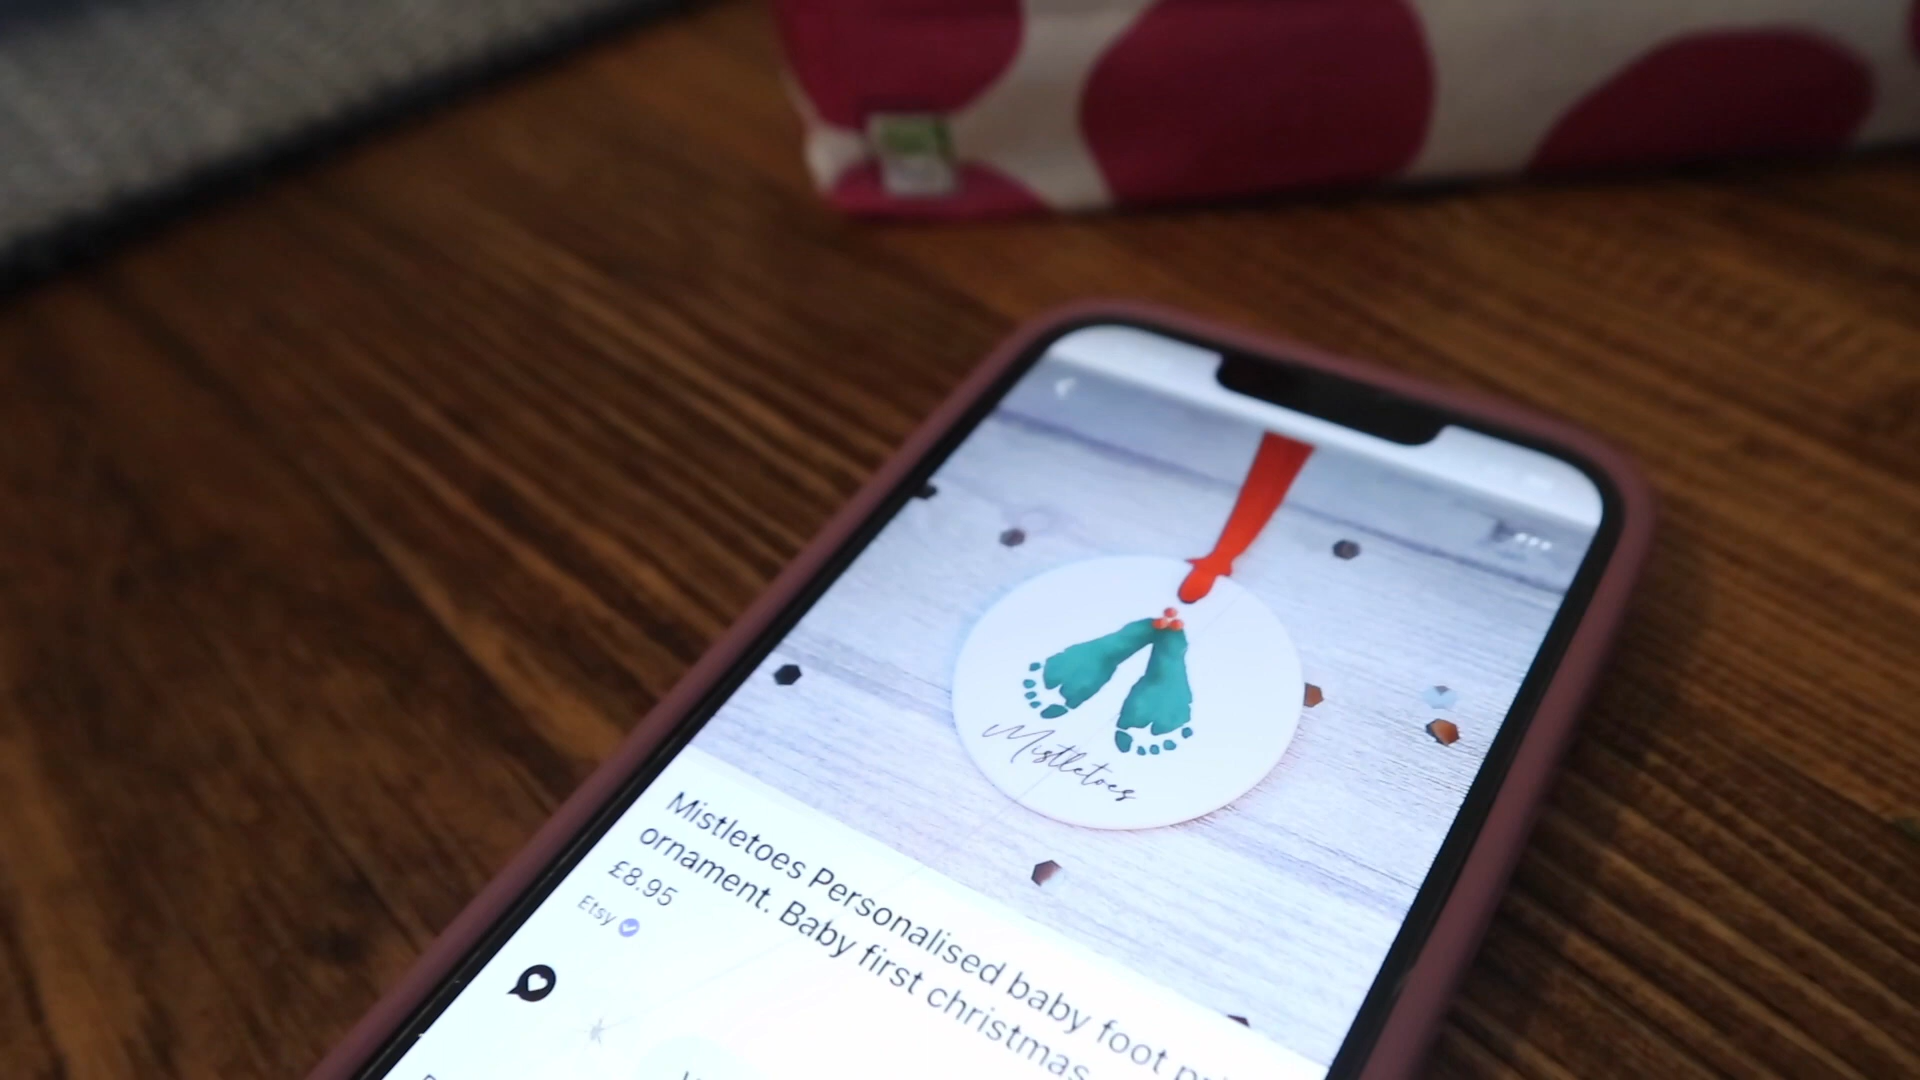 Mistletoes
Mistletoes Personalised baby foot
ornament. Baby first christmas
£8.95
Etsy